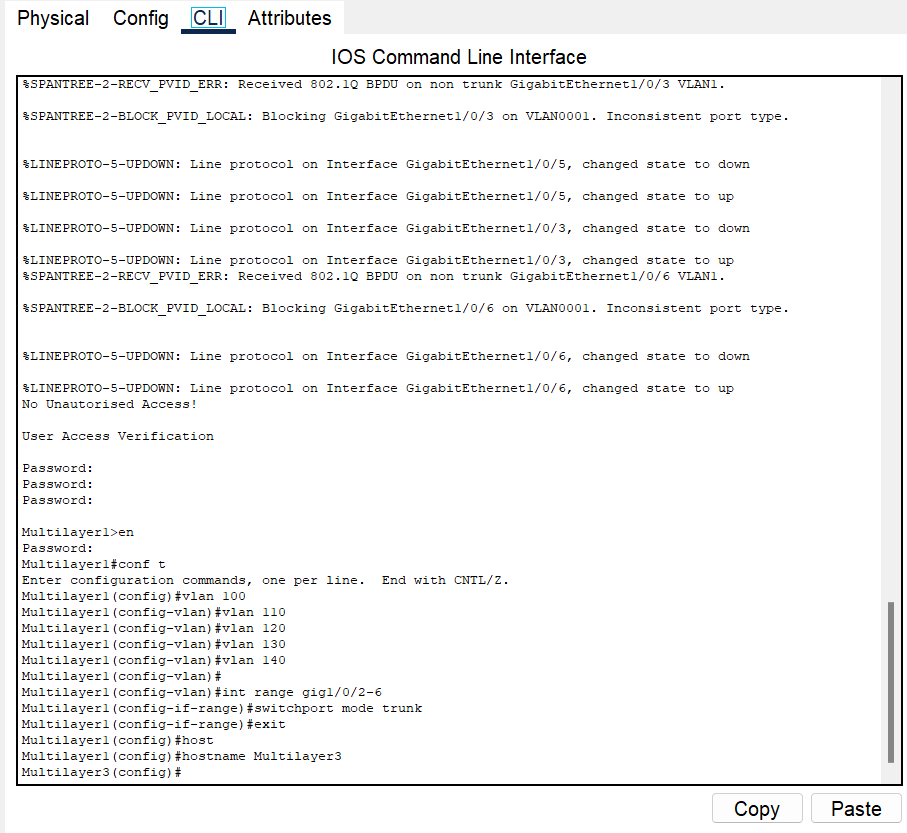 Physical Config CLI Attributes
IOS Command Line Interface
%SPANTREE-2-RECV_PVID_ERR: Received 802.1Q BPDU on non trunk GigabitEthernet1/0/3 VLAN1.
%SPANTREE-2-BLOCK_PVID_LOCAL: Blocking GigabitEthernet1/0/3 on VLAN0001. Inconsistent port type.
%LINEPROTO-5-UPDOWN: Line protocol on Interface GigabitEthernet1/0/5, changed state to down
%LINEPROTO-5-UPDOWN: Line protocol on Interface GigabitEthernet1/0/5, changed state to up
%LINEPROTO-5-UPDOWN: Line protocol on Interface GigabitEthernet1/0/3, changed state to down
%LINEPROTO-5-UPDOWN: Line protocol on Interface GigabitEthernet1/0/3, changed state to up
%SPANTREE-2-RECV_PVID_ERR: Received 802.1Q BPDU on non trunk GigabitEthernet1/0/6 VLAN1.
%SPANTREE-2-BLOCK_PVID_LOCAL: Blocking GigabitEthernet1/0/6 on VLAN0001. Inconsistent port type.
%LINEPROTO-5-UPDOWN: Line protocol on Interface GigabitEthernet1/0/6, changed state to down
%LINEPROTO-5-UPDOWN: Line protocol on Interface GigabitEthernet1/0/6, changed state to up
No Unautorised Access!
User Access Verification
Password:
Password:
Password:
Multilayer1>en
Password:
Multilayer1#conf t
Enter configuration commands, one per line.  End with CNTL/Z.
Multilayer1(config)#vlan 100
Multilayer1(config-vlan)#vlan 110
Multilayer1(config-vlan)#vlan 120
Multilayer1(config-vlan)#vlan 130
Multilayer1(config-vlan)#vlan 140
Multilayer1(config-vlan)#
Multilayer1(config-vlan)#int range gig1/0/2-6
Multilayer1(config-if-range)#switchport mode trunk
Multilayer1(config-if-range)#exit
Multilayer1(config)#host
Multilayer1(config)#hostname Multilayer3
Multilayer3(config)#
Copy Paste